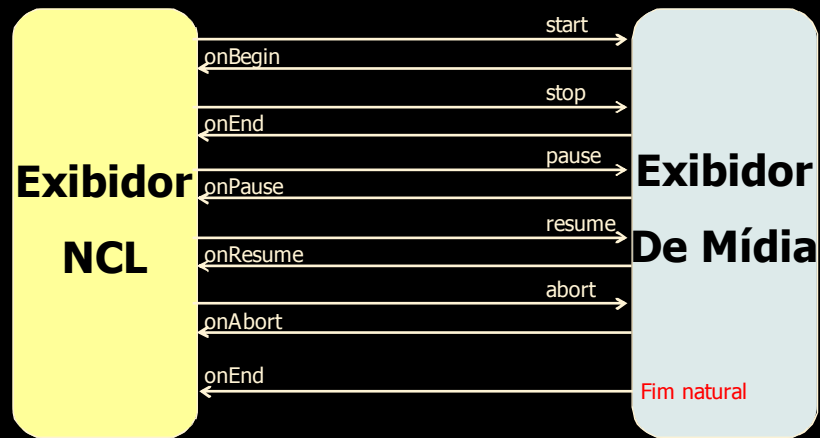 start
onBegin
stop
onEnd
pause
Exibidor
NCL
onPause
Exibidor
De Mídia
resume
onResume
abort
onAbort
onEnd
Fim natural